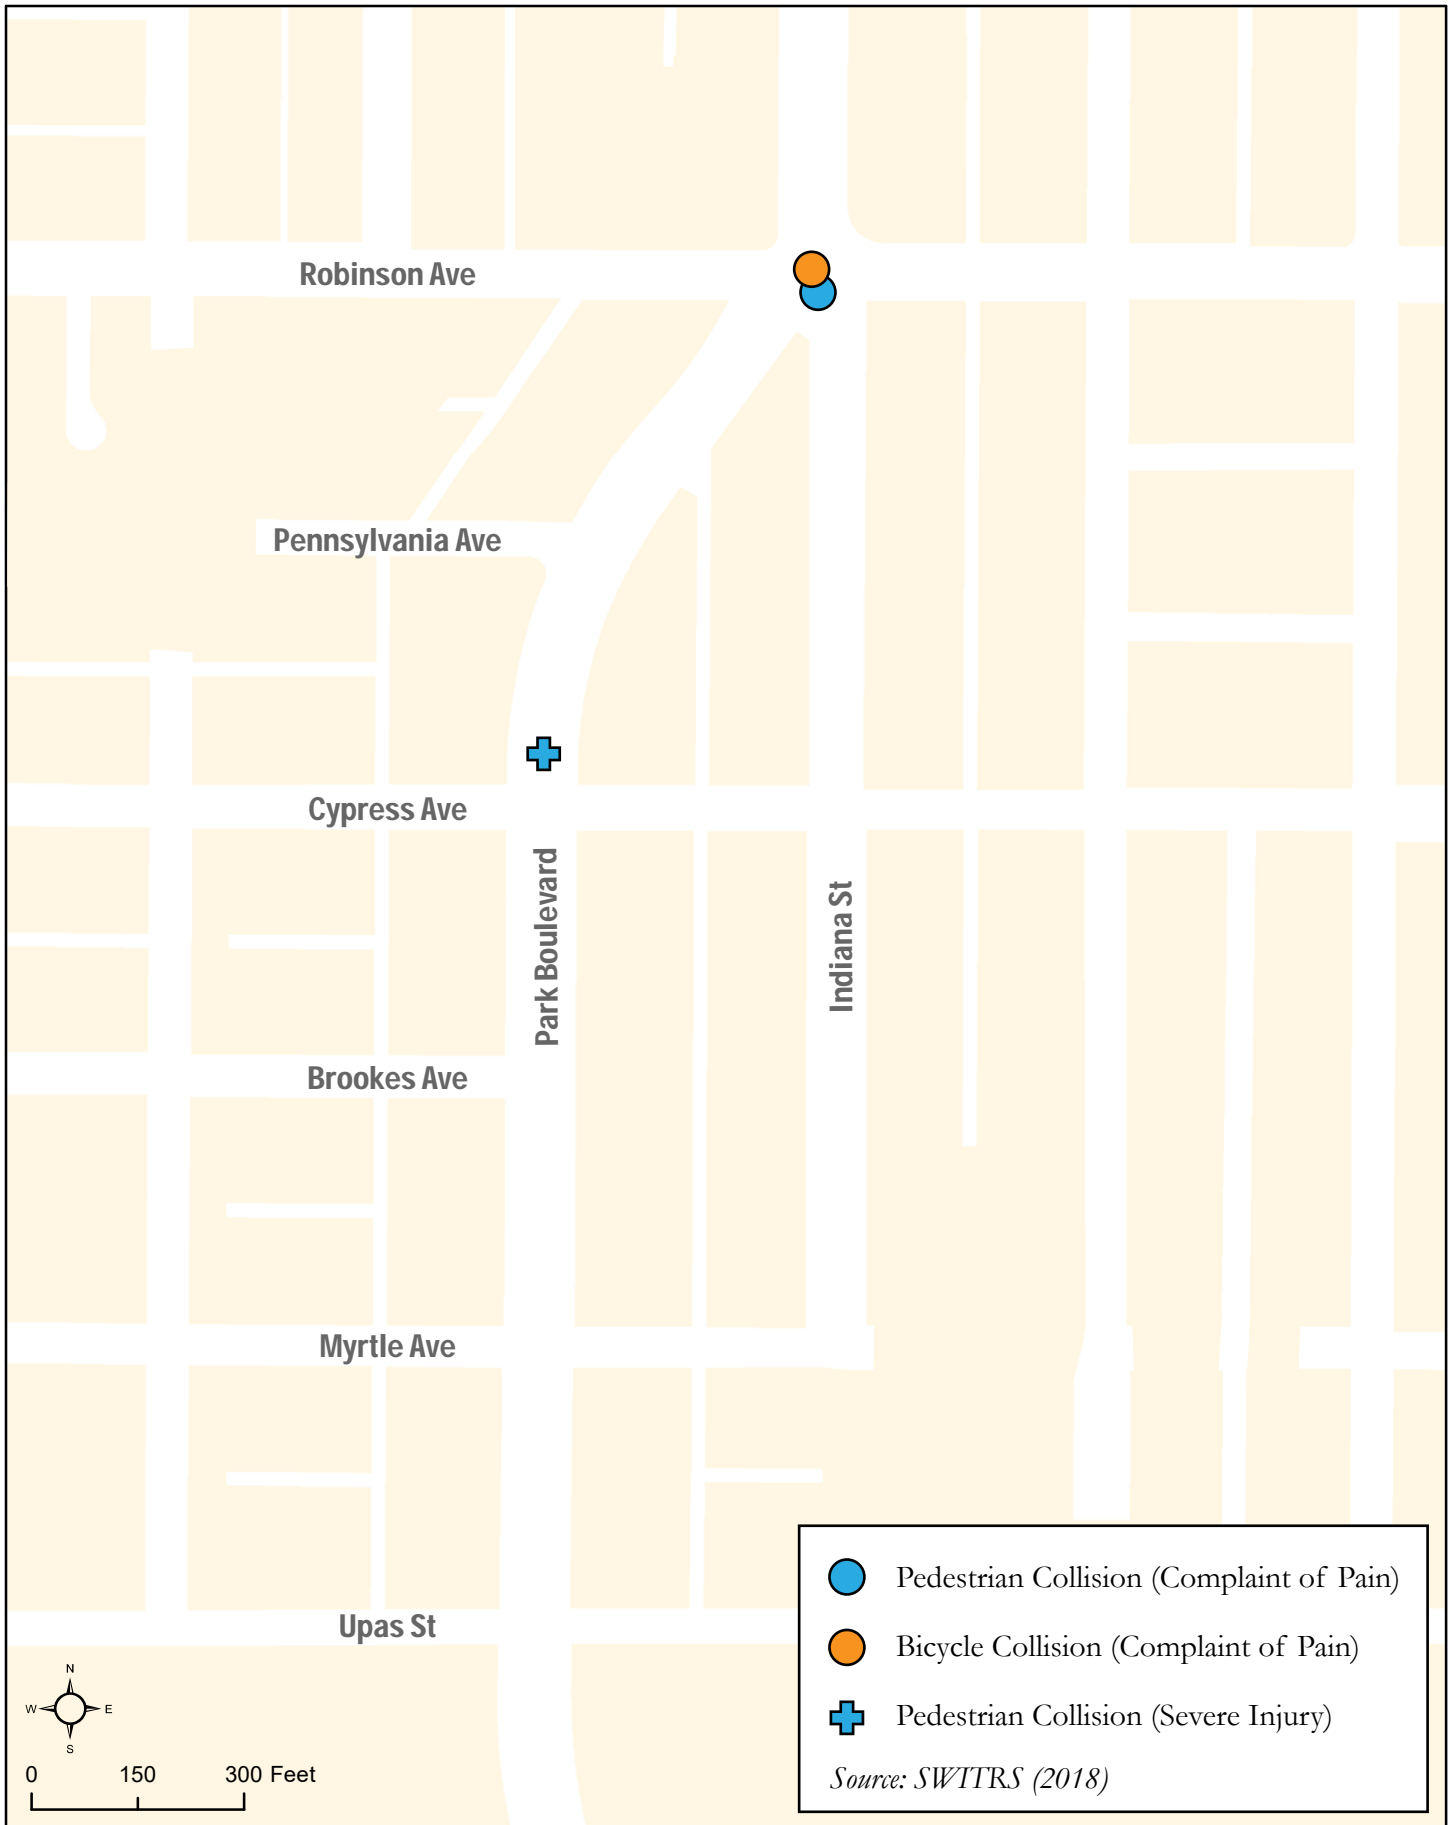 Robinson Ave
Pennsylvania Ave
Cypress Ave
Park Boulevard
Indiana St
Brookes Ave
Myrtle Ave
Upas St
N
W E
S
0 150 300 Feet
Pedestrian Collision (Complaint of Pain)
Bicycle Collision (Complaint of Pain)
Pedestrian Collision (Severe Injury)
Source: SWITRS (2018)